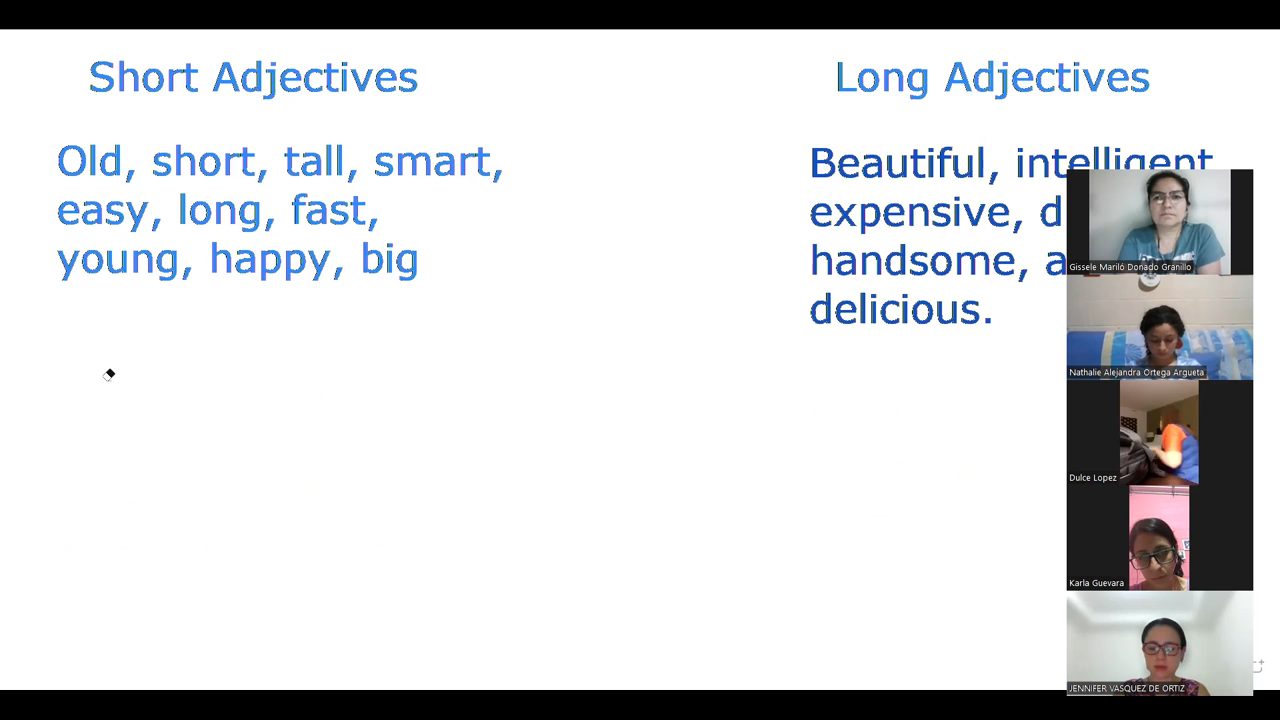 Short Adjectives
Old, short, tall, smart,
easy, long, fast,
young, happy, big
Long Adjectives
Beautiful, intelligent
expensive,
handsome,
delicious.
Gissele Mariló Donado Granillo
Nathalie Alejandra Ortega Argueta
Dulce Lopez
Karla Guevara
JENNIFER VASQUEZ DE ORTIZ